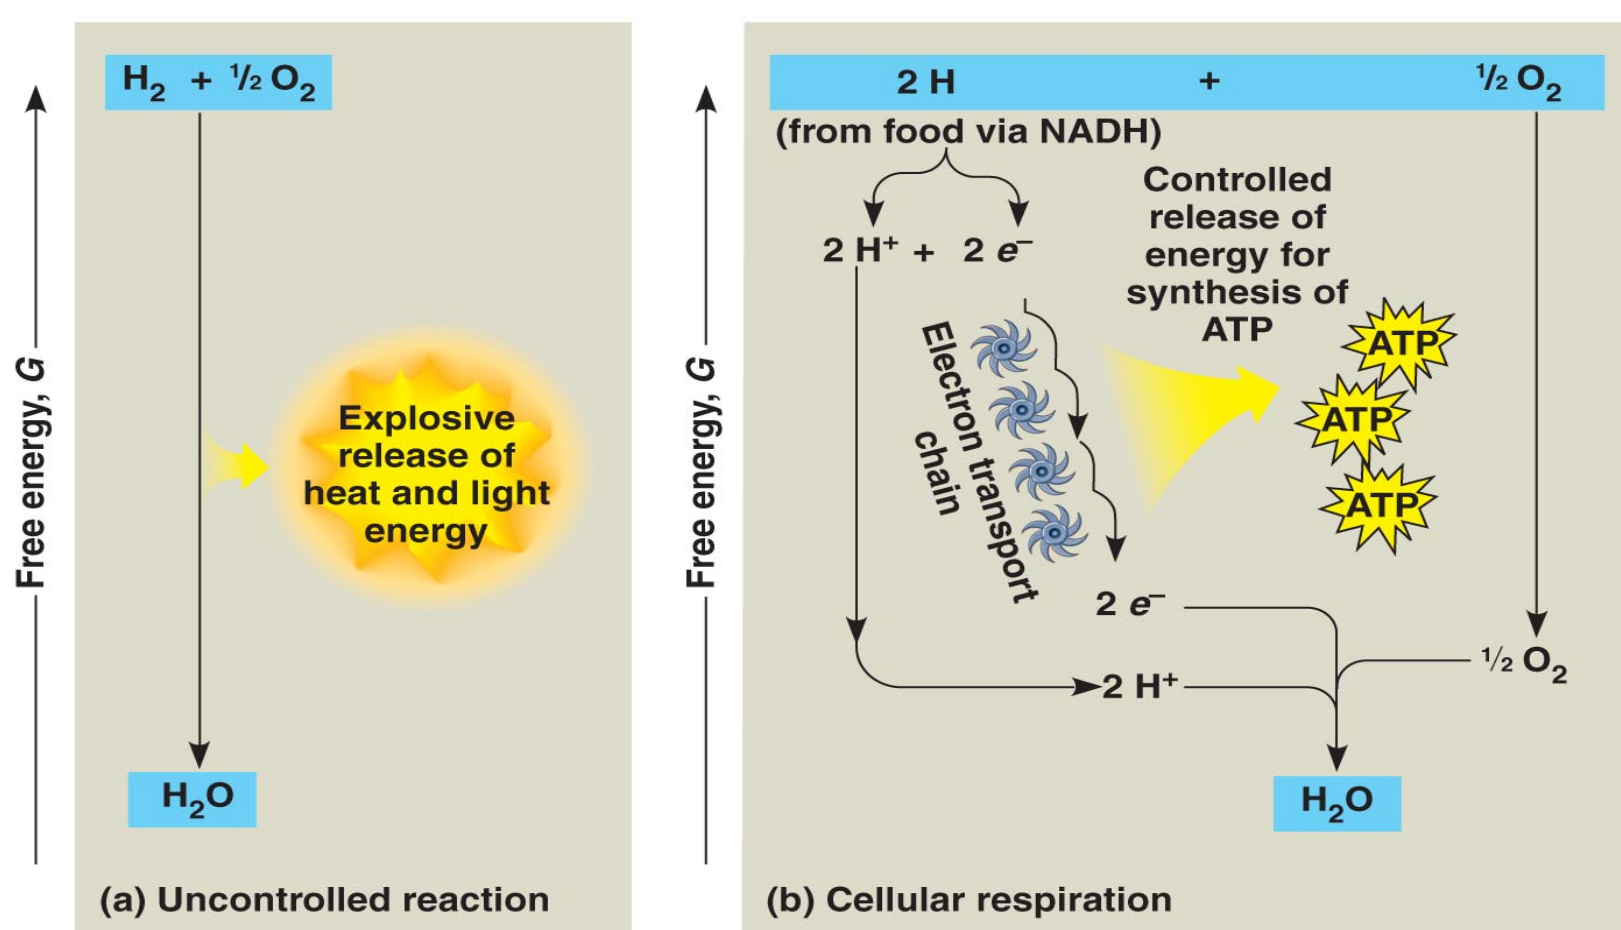 Free energy, G
H₂ + ½ O₂
Explosive
release of
heat and light
energy
H₂O
(a) Uncontrolled reaction
Free energy, G
2 H + ½ O₂
(from food via NADH)
2 H⁺ + 2 e⁻
Controlled
release of
energy for
synthesis of
ATP
Electron transport
chain
ATP
ATP
ATP
2 e⁻
½ O₂
2 H⁺
H₂O
(b) Cellular respiration